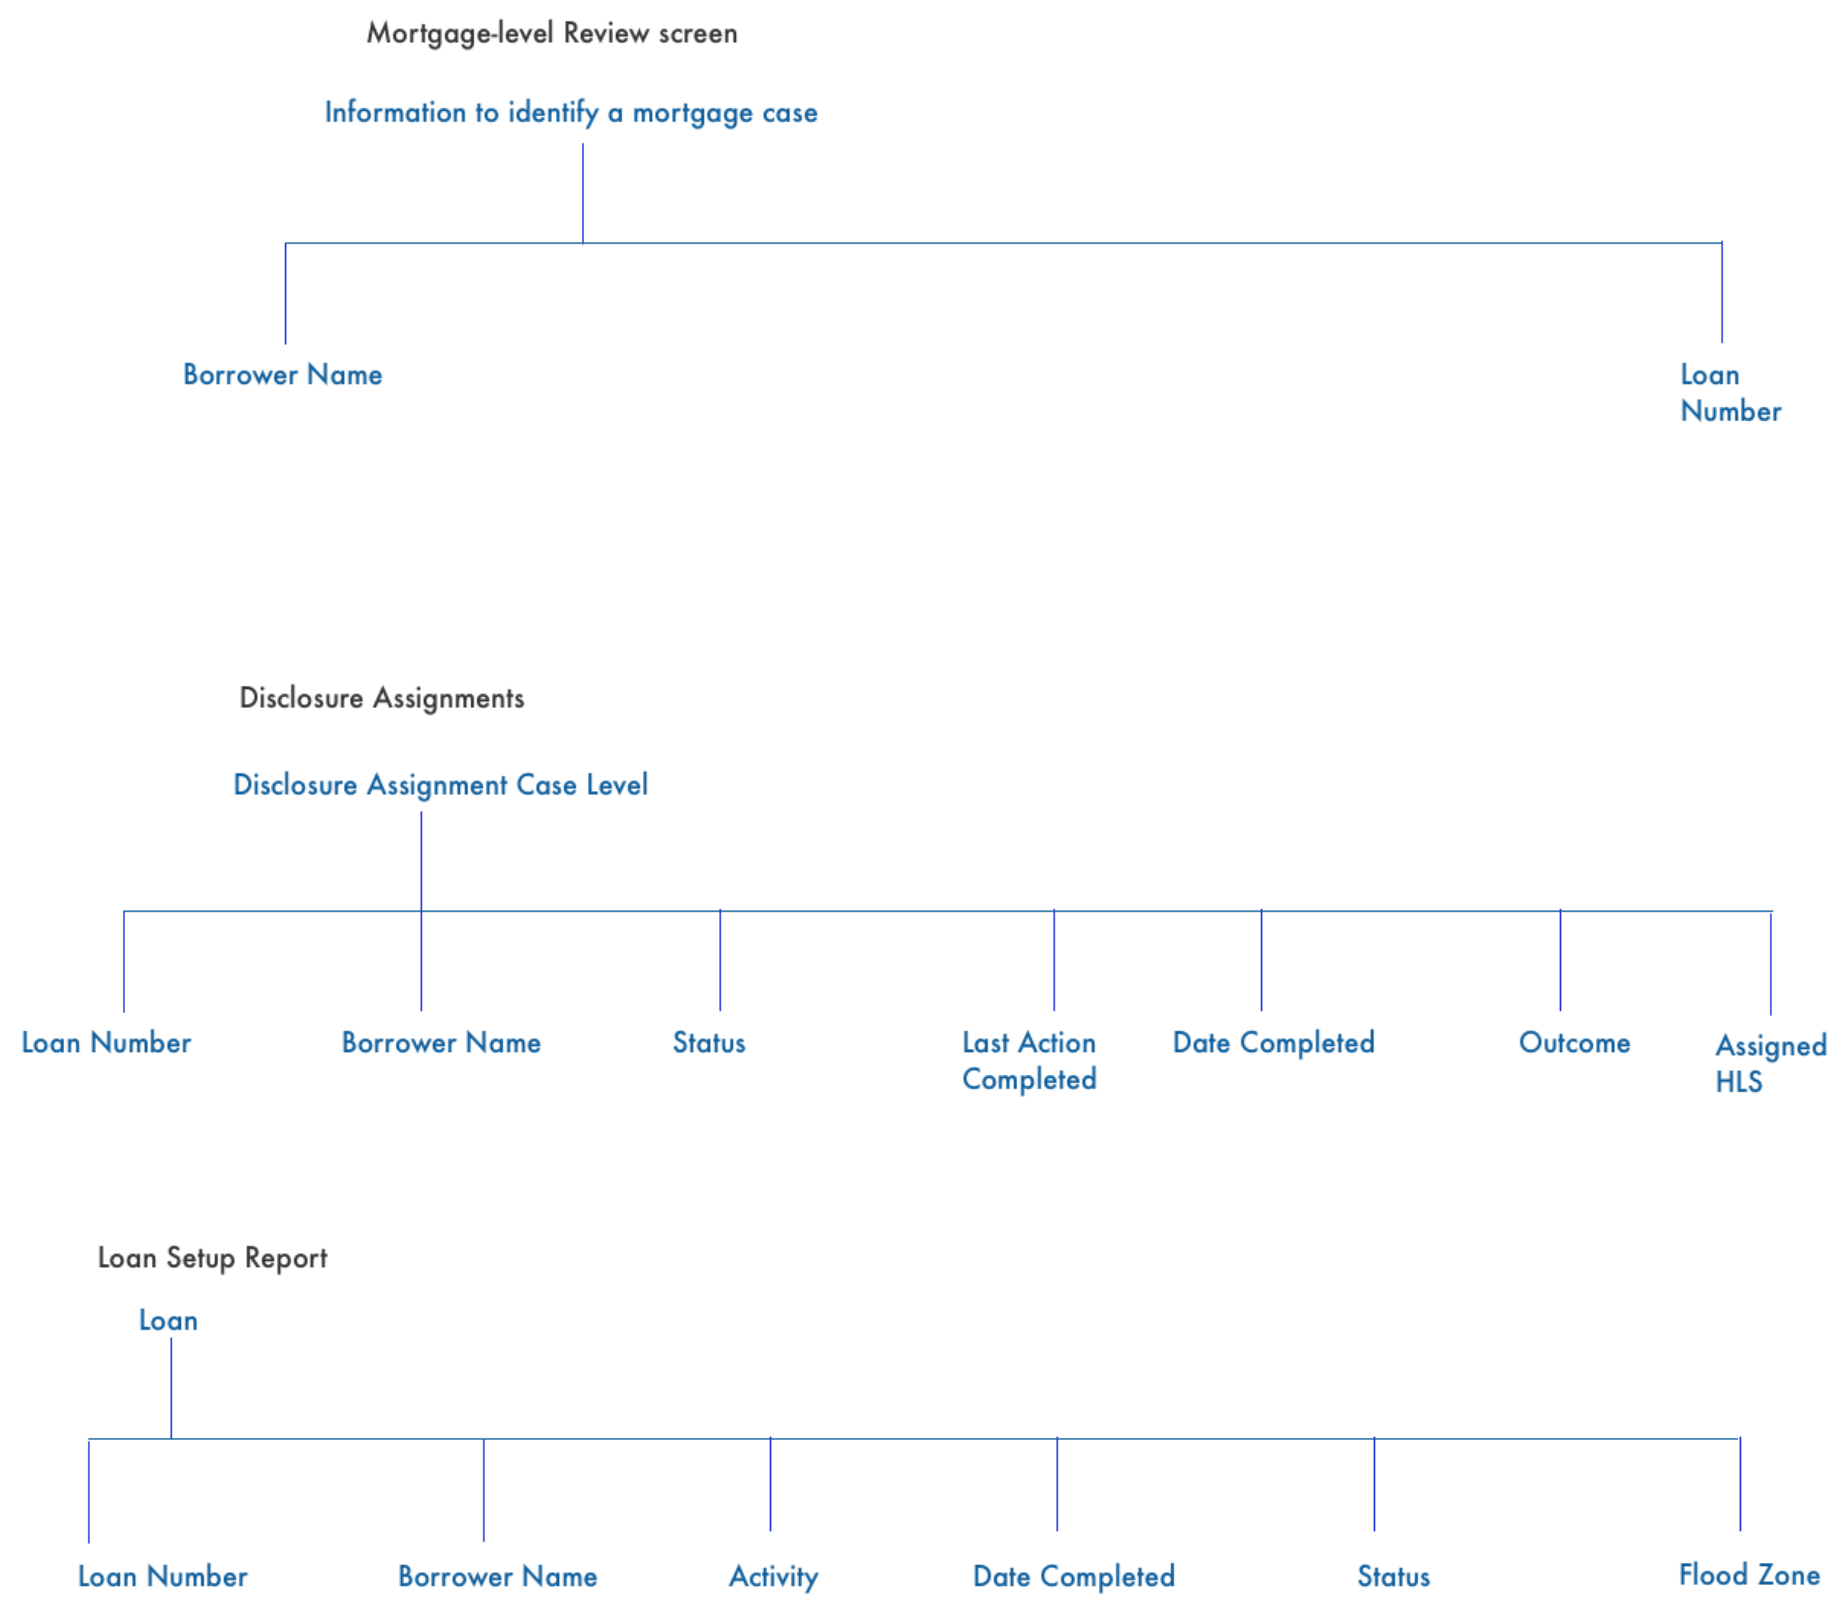 Mortgage-level Review screen
Information to identify a mortgage case
Borrower Name
Loan
Number
Disclosure Assignments
Disclosure Assignment Case Level
Loan Number
Borrower Name
Status
Last Action
Completed
Date Completed
Outcome
Assigned
HLS
Loan Setup Report
Loan
Loan Number
Borrower Name
Activity
Date Completed
Status
Flood Zone